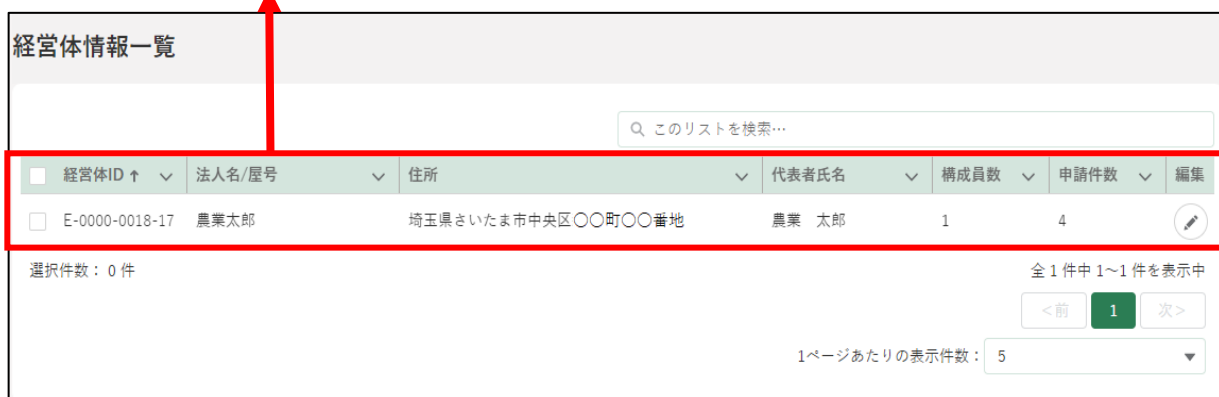 経営体情報一覧
このリストを検索…
経営体ID↑ 法人名/屋号 住所 代表者氏名 構成員数 申請件数 編集
E-0000-0018-17 農業太郎 埼玉県さいたま市中央区〇〇町〇〇番地 農業　太郎 1 4
選択件数： 0 件 全 1 件中 1～1 件を表示中
<前 1 次>
1ページあたりの表示件数： 5